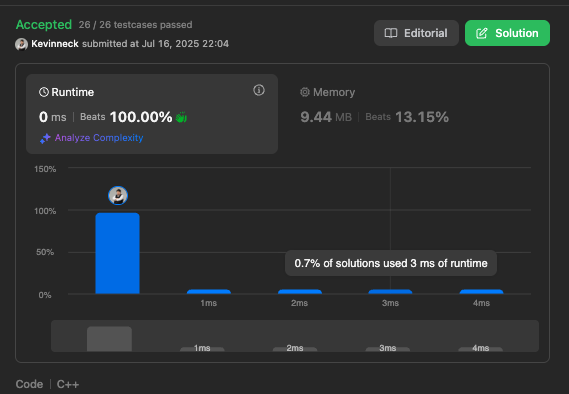 Accepted 26 / 26 testcases passed
Kevinneck submitted at Jul 16, 2025 22:04
Editorial
Solution
Runtime
0 ms | Beats 100.00%
Analyze Complexity
Memory
9.44 MB | Beats 13.15%
150%
100%
50%
0%
0.7% of solutions used 3 ms of runtime
1ms 2ms 3ms 4ms
1ms 2ms 3ms 4ms
Code | C++